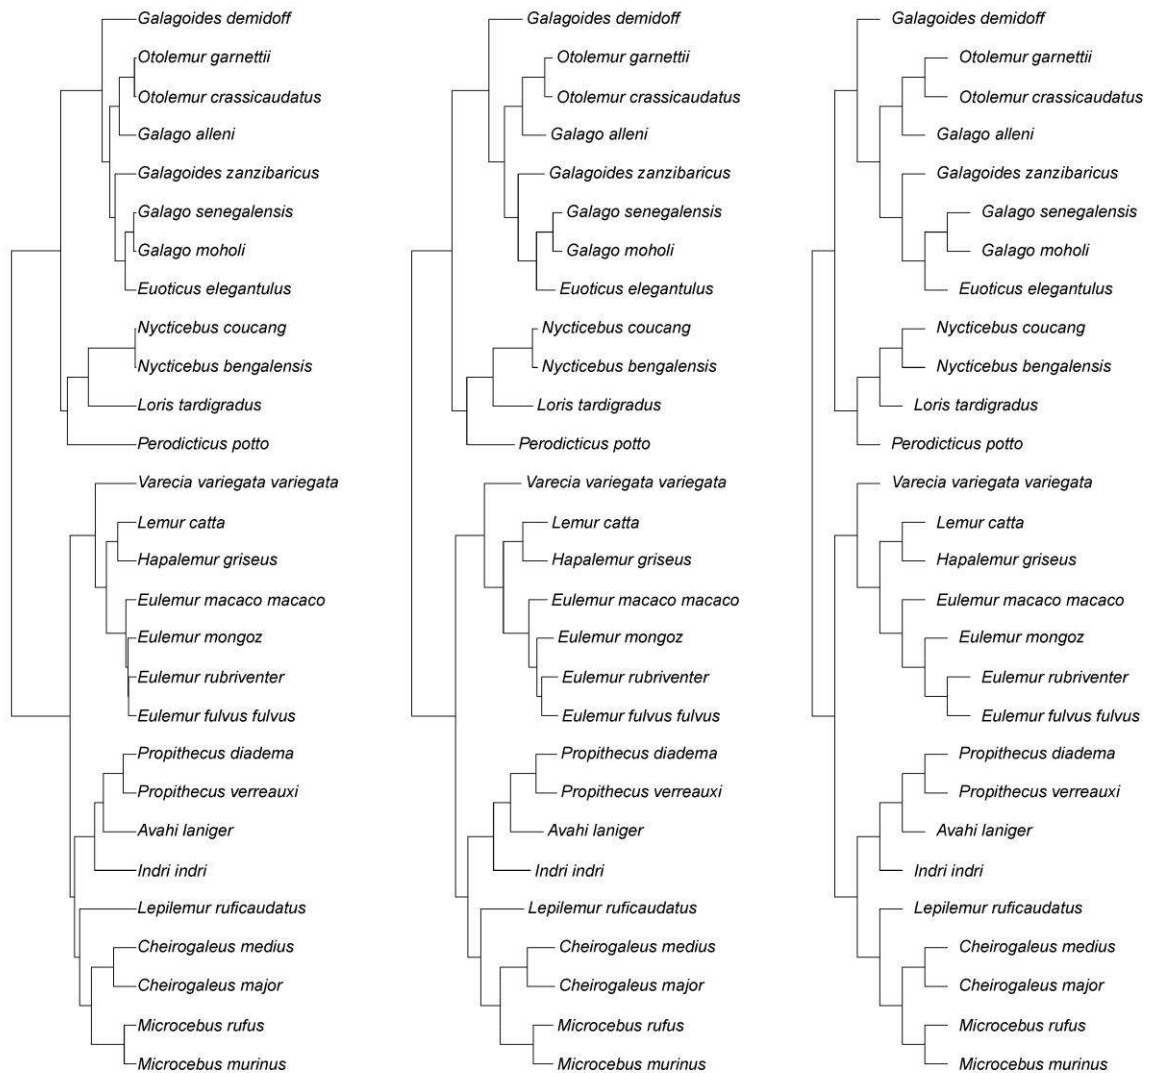 Galagoides demidoff Galagoides demidoff Galagoides demidoff
Otolemur garnettii Otolemur garnettii Otolemur garnettii
Otolemur crassicaudatus Otolemur crassicaudatus Otolemur crassicaudatus
Galago alleni Galago alleni Galago alleni
Galagoides zanzibaricus Galagoides zanzibaricus Galagoides zanzibaricus
Galago senegalensis Galago senegalensis Galago senegalensis
Galago moholi Galago moholi Galago moholi
Euoticus elegantulus Euoticus elegantulus Euoticus elegantulus
Nycticebus coucang Nycticebus coucang Nycticebus coucang
Nycticebus bengalensis Nycticebus bengalensis Nycticebus bengalensis
Loris tardigradus Loris tardigradus Loris tardigradus
Perodicticus potto Perodicticus potto Perodicticus potto
Varecia variegata variegata Varecia variegata variegata Varecia variegata variegata
Lemur catta Lemur catta Lemur catta
Hapalemur griseus Hapalemur griseus Hapalemur griseus
Eulemur macaco macaco Eulemur macaco macaco Eulemur macaco macaco
Eulemur mongoz Eulemur mongoz Eulemur mongoz
Eulemur rubriventer Eulemur rubriventer Eulemur rubriventer
Eulemur fulvus fulvus Eulemur fulvus fulvus Eulemur fulvus fulvus
Propithecus diadema Propithecus diadema Propithecus diadema
Propithecus verreauxi Propithecus verreauxi Propithecus verreauxi
Avahi laniger Avahi laniger Avahi laniger
Indri indri Indri indri Indri indri
Lepilemur ruficaudatus Lepilemur ruficaudatus Lepilemur ruficaudatus
Cheirogaleus medius Cheirogaleus medius Cheirogaleus medius
Cheirogaleus major Cheirogaleus major Cheirogaleus major
Microcebus rufus Microcebus rufus Microcebus rufus
Microcebus murinus Microcebus murinus Microcebus murinus